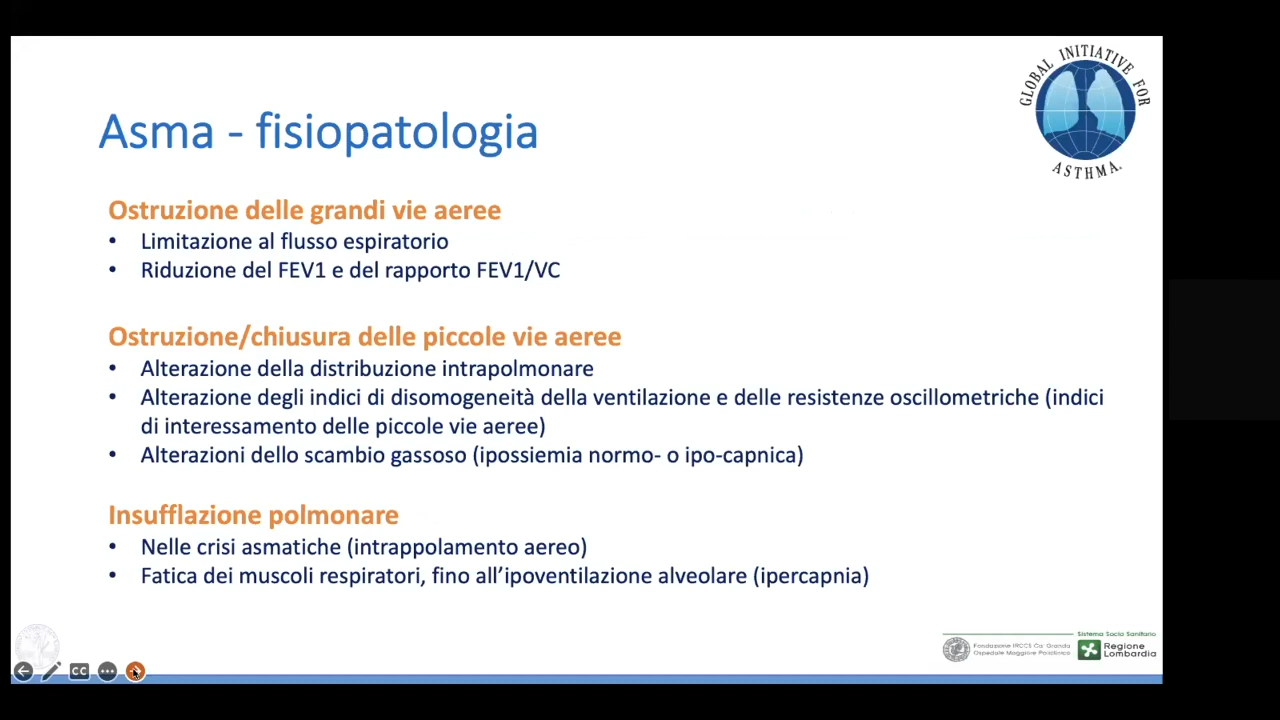 GLOBAL INITIATIVE FOR
ASTHMA.
Asma - fisiopatologia
Ostruzione delle grandi vie aeree
• Limitazione al flusso espiratorio
• Riduzione del FEV1 e del rapporto FEV1/VC
Ostruzione/chiusura delle piccole vie aeree
• Alterazione della distribuzione intrapolmonare
• Alterazione degli indici di disomogeneità della ventilazione e delle resistenze oscillometriche (indici
di interessamento delle piccole vie aeree)
• Alterazioni dello scambio gassoso (ipossiemia normo- o ipo-capnica)
Insufflazione polmonare
• Nelle crisi asmatiche (intrappolamento aereo)
• Fatica dei muscoli respiratori, fino all’ipoventilazione alveolare (ipercapnia)
Sistema Socio Sanitario
Fondazione IRCCS Ca' Granda
Ospedale Maggiore Policlinico
Regione
Lombardia
CC